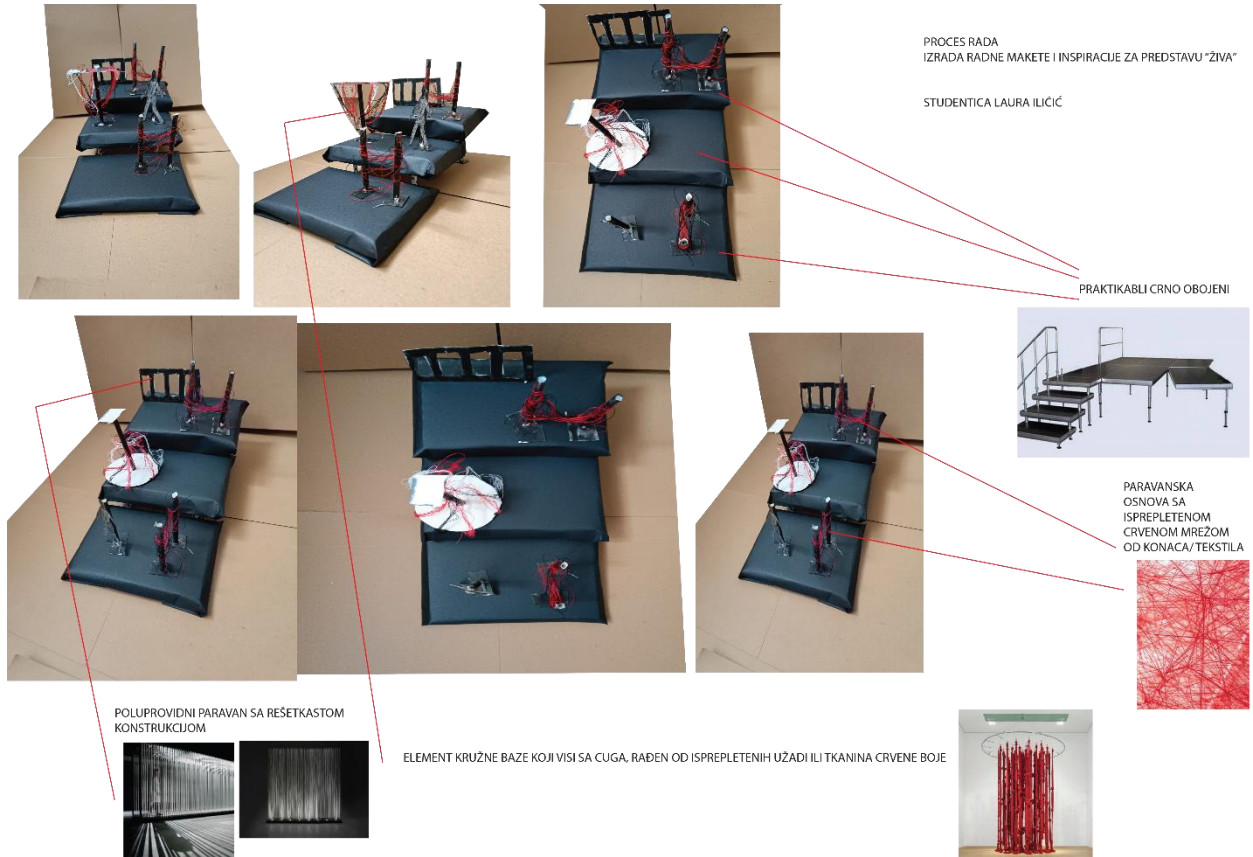 PROCES RADA
IZRADA RADNE MAKETE I INSPIRACIJE ZA PREDSTAVU "ŽIVA"
STUDENTICA LAURA ILIČIĆ
PRAKTIKABLI CRNO OBOJENI
PARAVANSKA
OSNOVA SA
ISPREPLETENOM
CRVENOM MREŽOM
OD KONACA/ TEKSTILA
POLUPROVIDNI PARAVAN SA REŠETKASTOM
KONSTRUKCIJOM
ELEMENT KRUŽNE BAZE KOJI VISI SA CUGA, RAĐEN OD ISPREPLETENIH UŽADI ILI TKANINA CRVENE BOJE